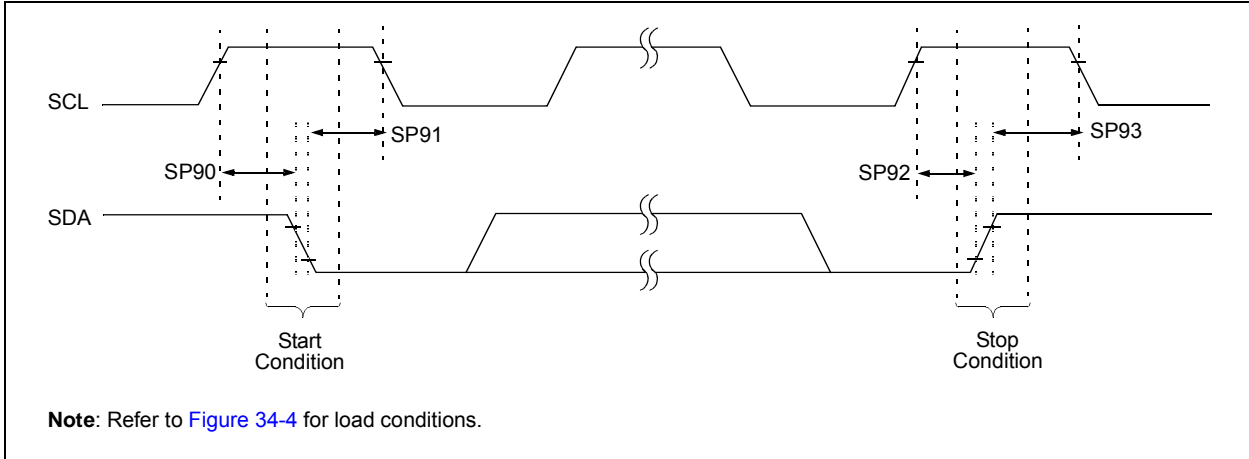 SCL
SP91
SP93
SP90
SP92
SDA
Start
Condition
Stop
Condition
Note: Refer to Figure 34-4 for load conditions.